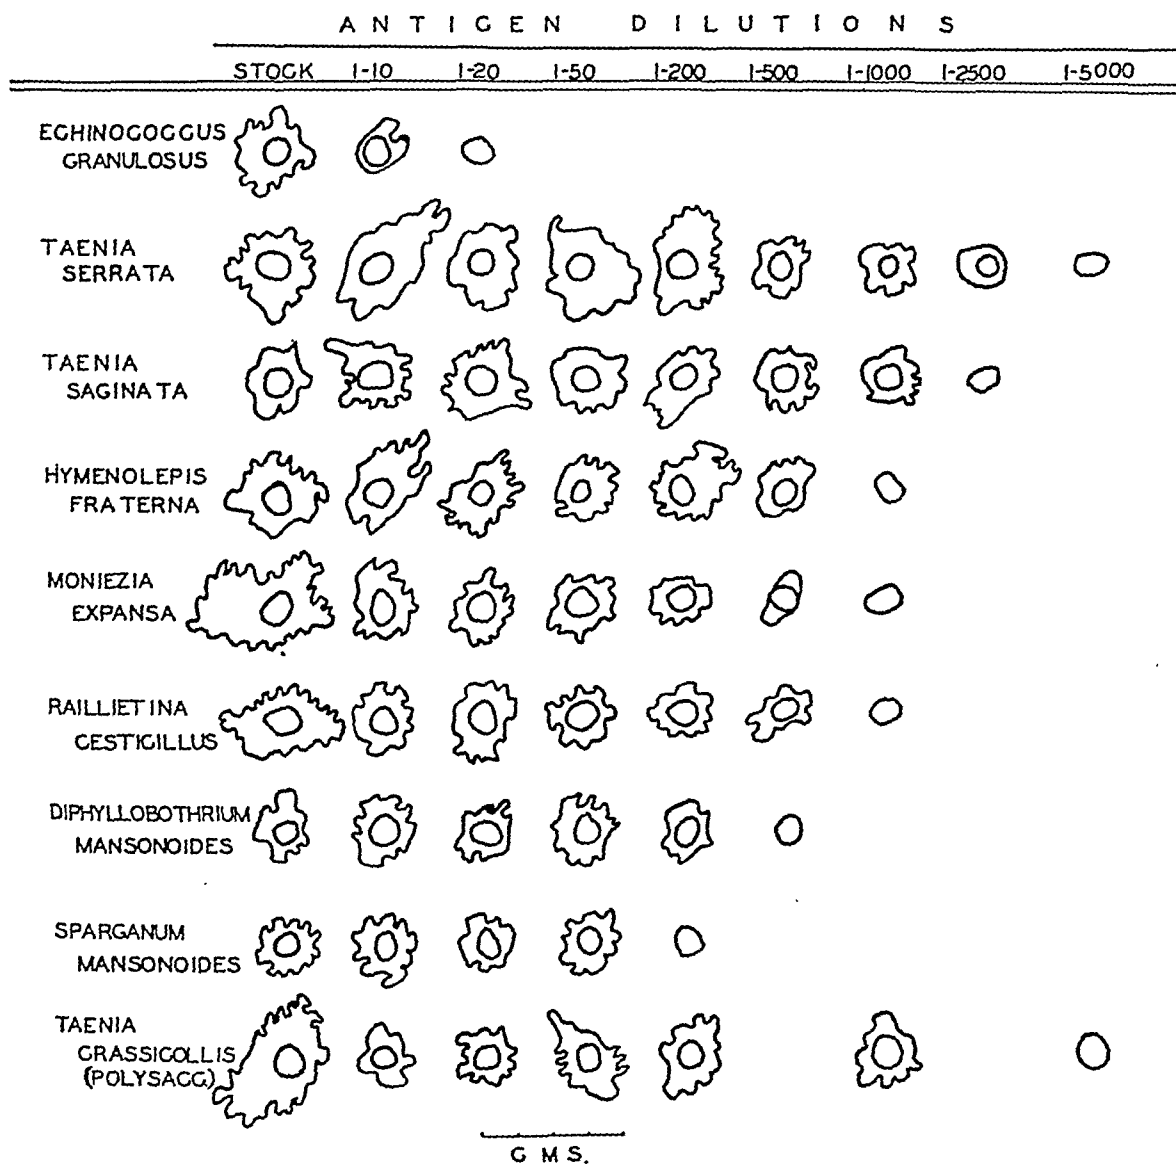 ANTIGEN DILUTIONS
STOCK 1-10 1-20 1-50 1-200 1-500 1-1000 1-2500 1-5000
ECHINOCOCCUS
GRANULOSUS
TAENIA
SERRATA
TAENIA
SAGINATA
HYMENOLEPIS
FRATERNA
MONIEZIA
EXPANSA
RAILLIETINA
CESTICILLUS
DIPHYLLOBOTHRIUM
MANSONOIDES
SPARGANUM
MANSONOIDES
TAENIA
CRASSICOLLIS
(POLYSACC)
CMS.